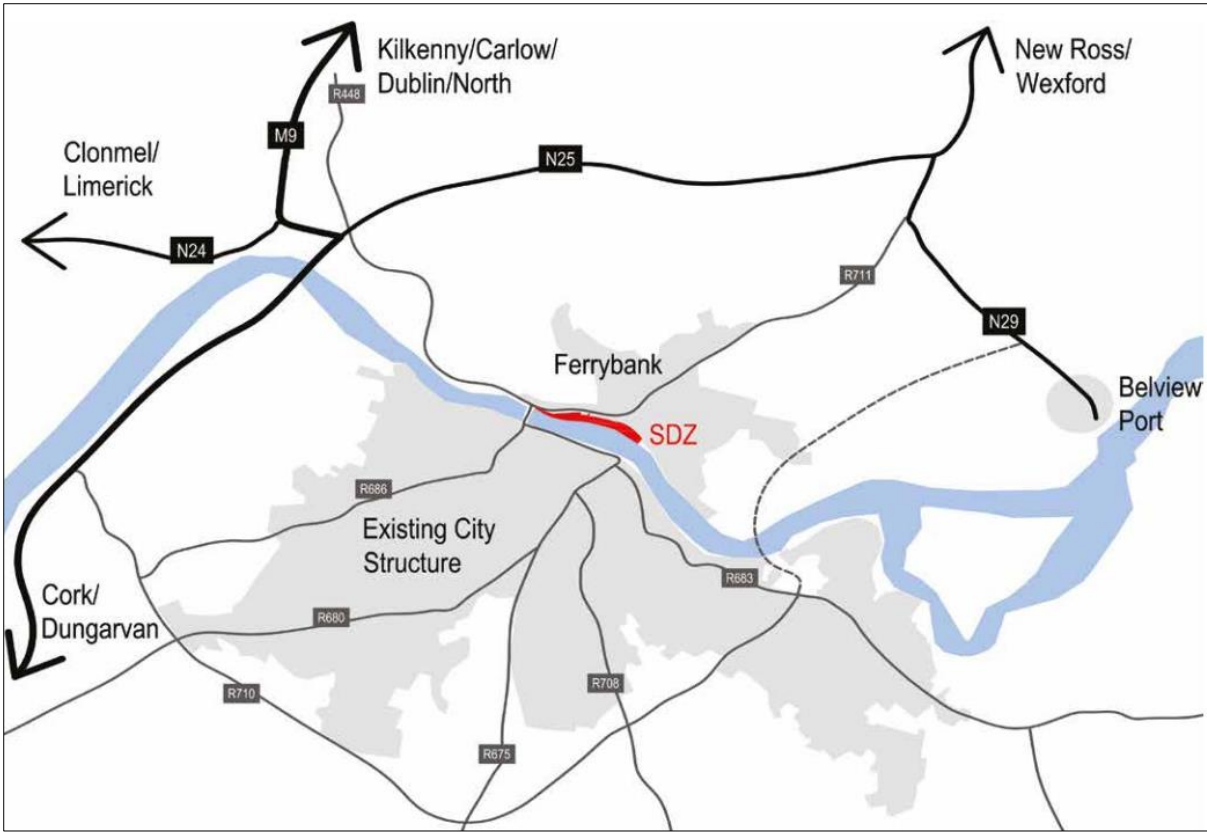 Kilkenny/Carlow/
Dublin/North
New Ross/
Wexford
R448
M9
Clonmel/
Limerick
N25
N24
R711
N29
Ferrybank
Belview
Port
SDZ
R686
Existing City
Structure
R683
Cork/
Dungarvan
R680
R710
R708
R675